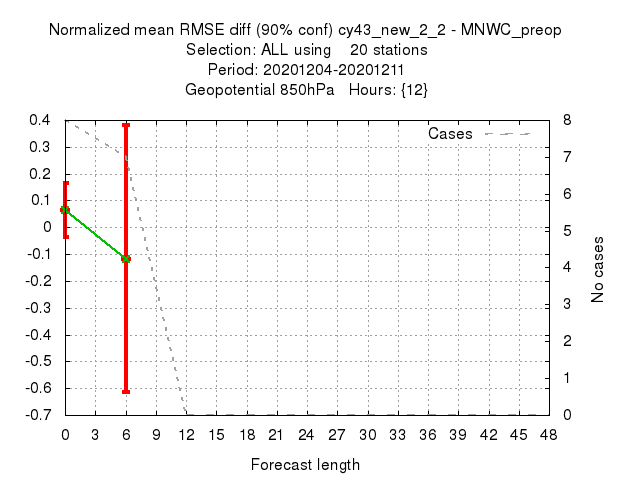 Normalized mean RMSE diff (90% conf) cy43_new_2_2 - MNWC_preop
Selection: ALL using 20 stations
Period: 20201204-20201211
Geopotential 850hPa Hours: {12}
Cases
0.4
0.3
0.2
0.1
0
-0.1
-0.2
-0.3
-0.4
-0.5
-0.6
-0.7
8
7
6
5
4
3
2
1
0
No cases
0 3 6 9 12 15 18 21 24 27 30 33 36 39 42 45 48
Forecast length